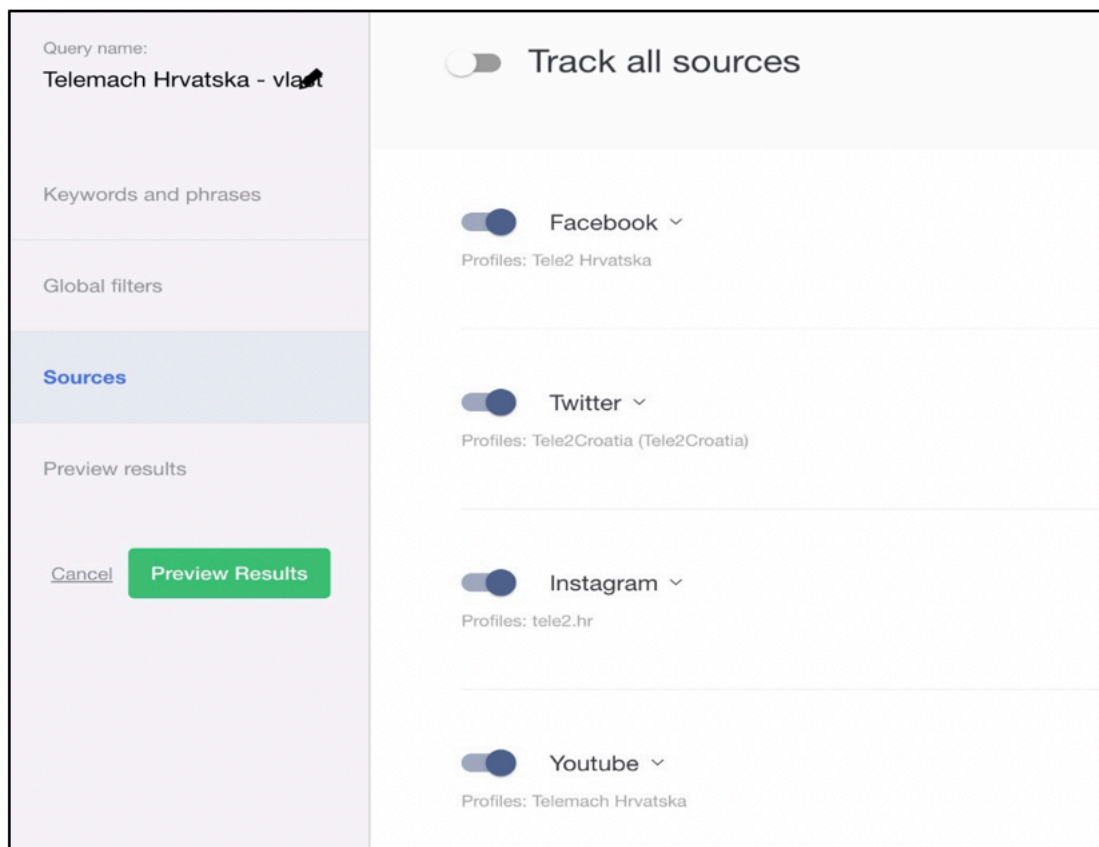 Query name:
Telemach Hrvatska - vlast
Keywords and phrases
Global filters
Sources
Preview results
Cancel
Preview Results
Track all sources
Facebook
Profiles: Tele2 Hrvatska
Twitter
Profiles: Tele2Croatia (Tele2Croatia)
Instagram
Profiles: tele2.hr
Youtube
Profiles: Telemach Hrvatska